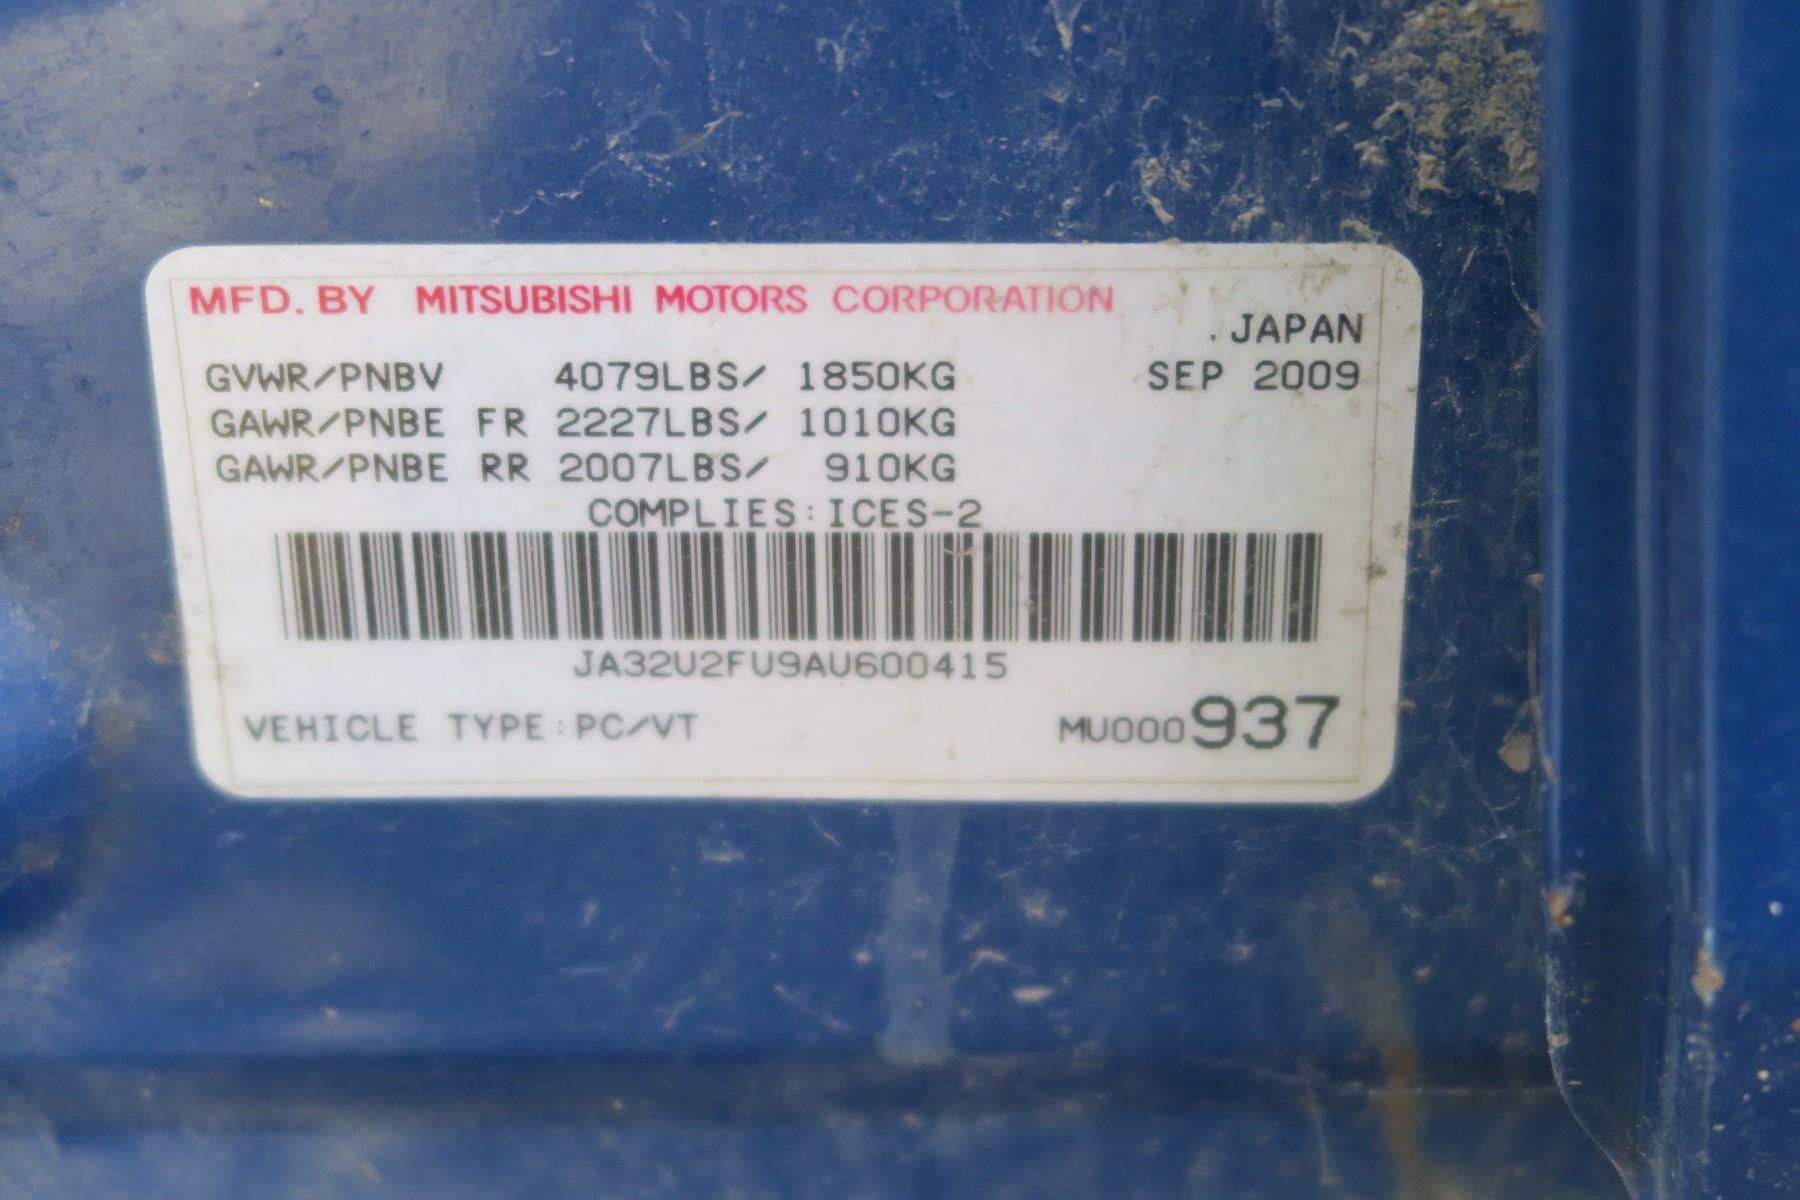 MFD. BY MITSUBISHI MOTORS CORPORATION
.JAPAN
GVWR/PNBV 4079LBS/ 1850KG SEP 2009
GAWR/PNBE FR 2227LBS/ 1010KG
GAWR/PNBE RR 2007LBS/ 910KG
COMPLIES:ICES-2
JA32U2FU9AU600415
VEHICLE TYPE:PC/VT MU000937